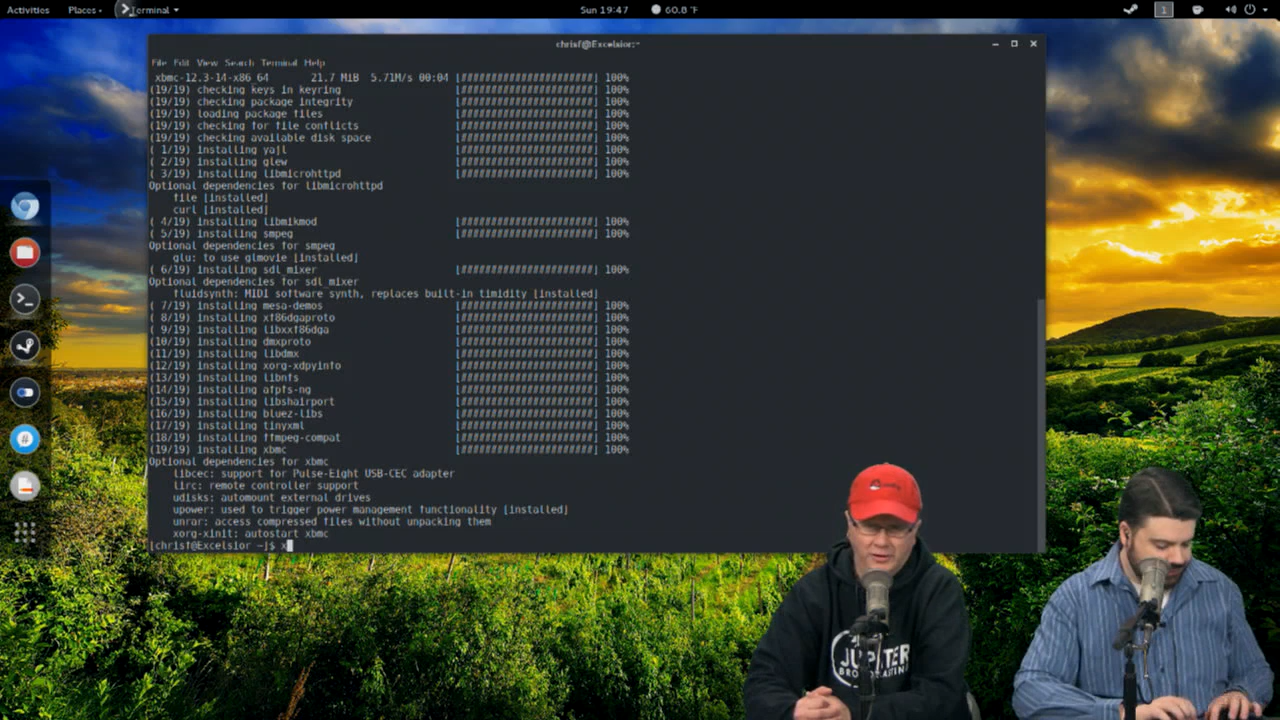 Activities Places Terminal Sun 19:47 60.8 °F 1
chrisf@Excelsior:~
File Edit View Search Terminal Help
xbmc-12.3-14-x86_64 21.7 MiB 5.71M/s 00:04 [######################] 100%
(19/19) checking keys in keyring [######################] 100%
(19/19) checking package integrity [######################] 100%
(19/19) loading package files [######################] 100%
(19/19) checking for file conflicts [######################] 100%
(19/19) checking available disk space [######################] 100%
( 1/19) installing yajl [######################] 100%
( 2/19) installing glew [######################] 100%
( 3/19) installing libmicrohttpd [######################] 100%
Optional dependencies for libmicrohttpd
file [installed]
curl [installed]
( 4/19) installing libmikmod [######################] 100%
( 5/19) installing smpeg [######################] 100%
Optional dependencies for smpeg
glu: to use glmovie [installed]
( 6/19) installing sdl_mixer [######################] 100%
Optional dependencies for sdl_mixer
fluidsynth: MIDI software synth, replaces built-in timidity [installed]
( 7/19) installing mesa-demos [######################] 100%
( 8/19) installing xf86dgaproto [######################] 100%
( 9/19) installing libxxf86dga [######################] 100%
(10/19) installing dmxproto [######################] 100%
(11/19) installing libdmx [######################] 100%
(12/19) installing xorg-xdpyinfo [######################] 100%
(13/19) installing libnfs [######################] 100%
(14/19) installing afpfs-ng [######################] 100%
(15/19) installing libshairport [######################] 100%
(16/19) installing bluez-libs [######################] 100%
(17/19) installing tinyxml [######################] 100%
(18/19) installing ffmpeg-compat [######################] 100%
(19/19) installing xbmc [######################] 100%
Optional dependencies for xbmc
libcec: support for Pulse-Eight USB-CEC adapter
lirc: remote controller support
udisks: automount external drives
upower: used to trigger power management functionality [installed]
unrar: access compressed files without unpacking them
xorg-xinit: autostart xbmc
[chrisf@Excelsior ~]$ x
JUPITER
BROADCASTING